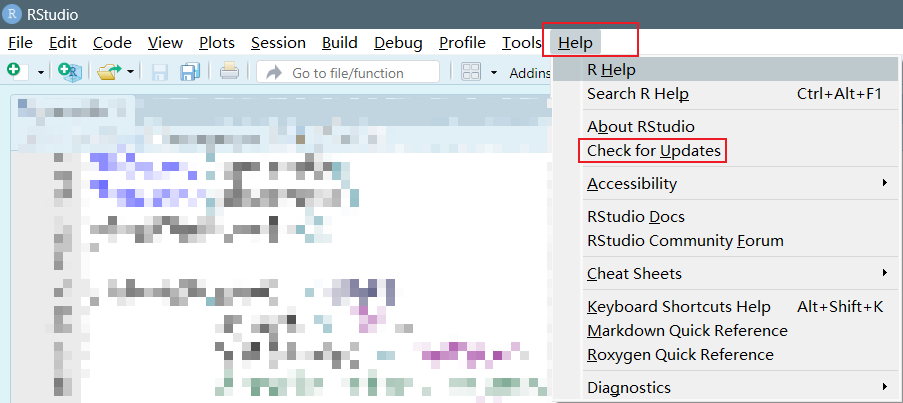 RStudio
File Edit Code View Plots Session Build Debug Profile Tools Help
Go to file/function Addins
R Help
Search R Help Ctrl+Alt+F1
About RStudio
Check for Updates
Accessibility
RStudio Docs
RStudio Community Forum
Cheat Sheets
Keyboard Shortcuts Help Alt+Shift+K
Markdown Quick Reference
Roxygen Quick Reference
Diagnostics